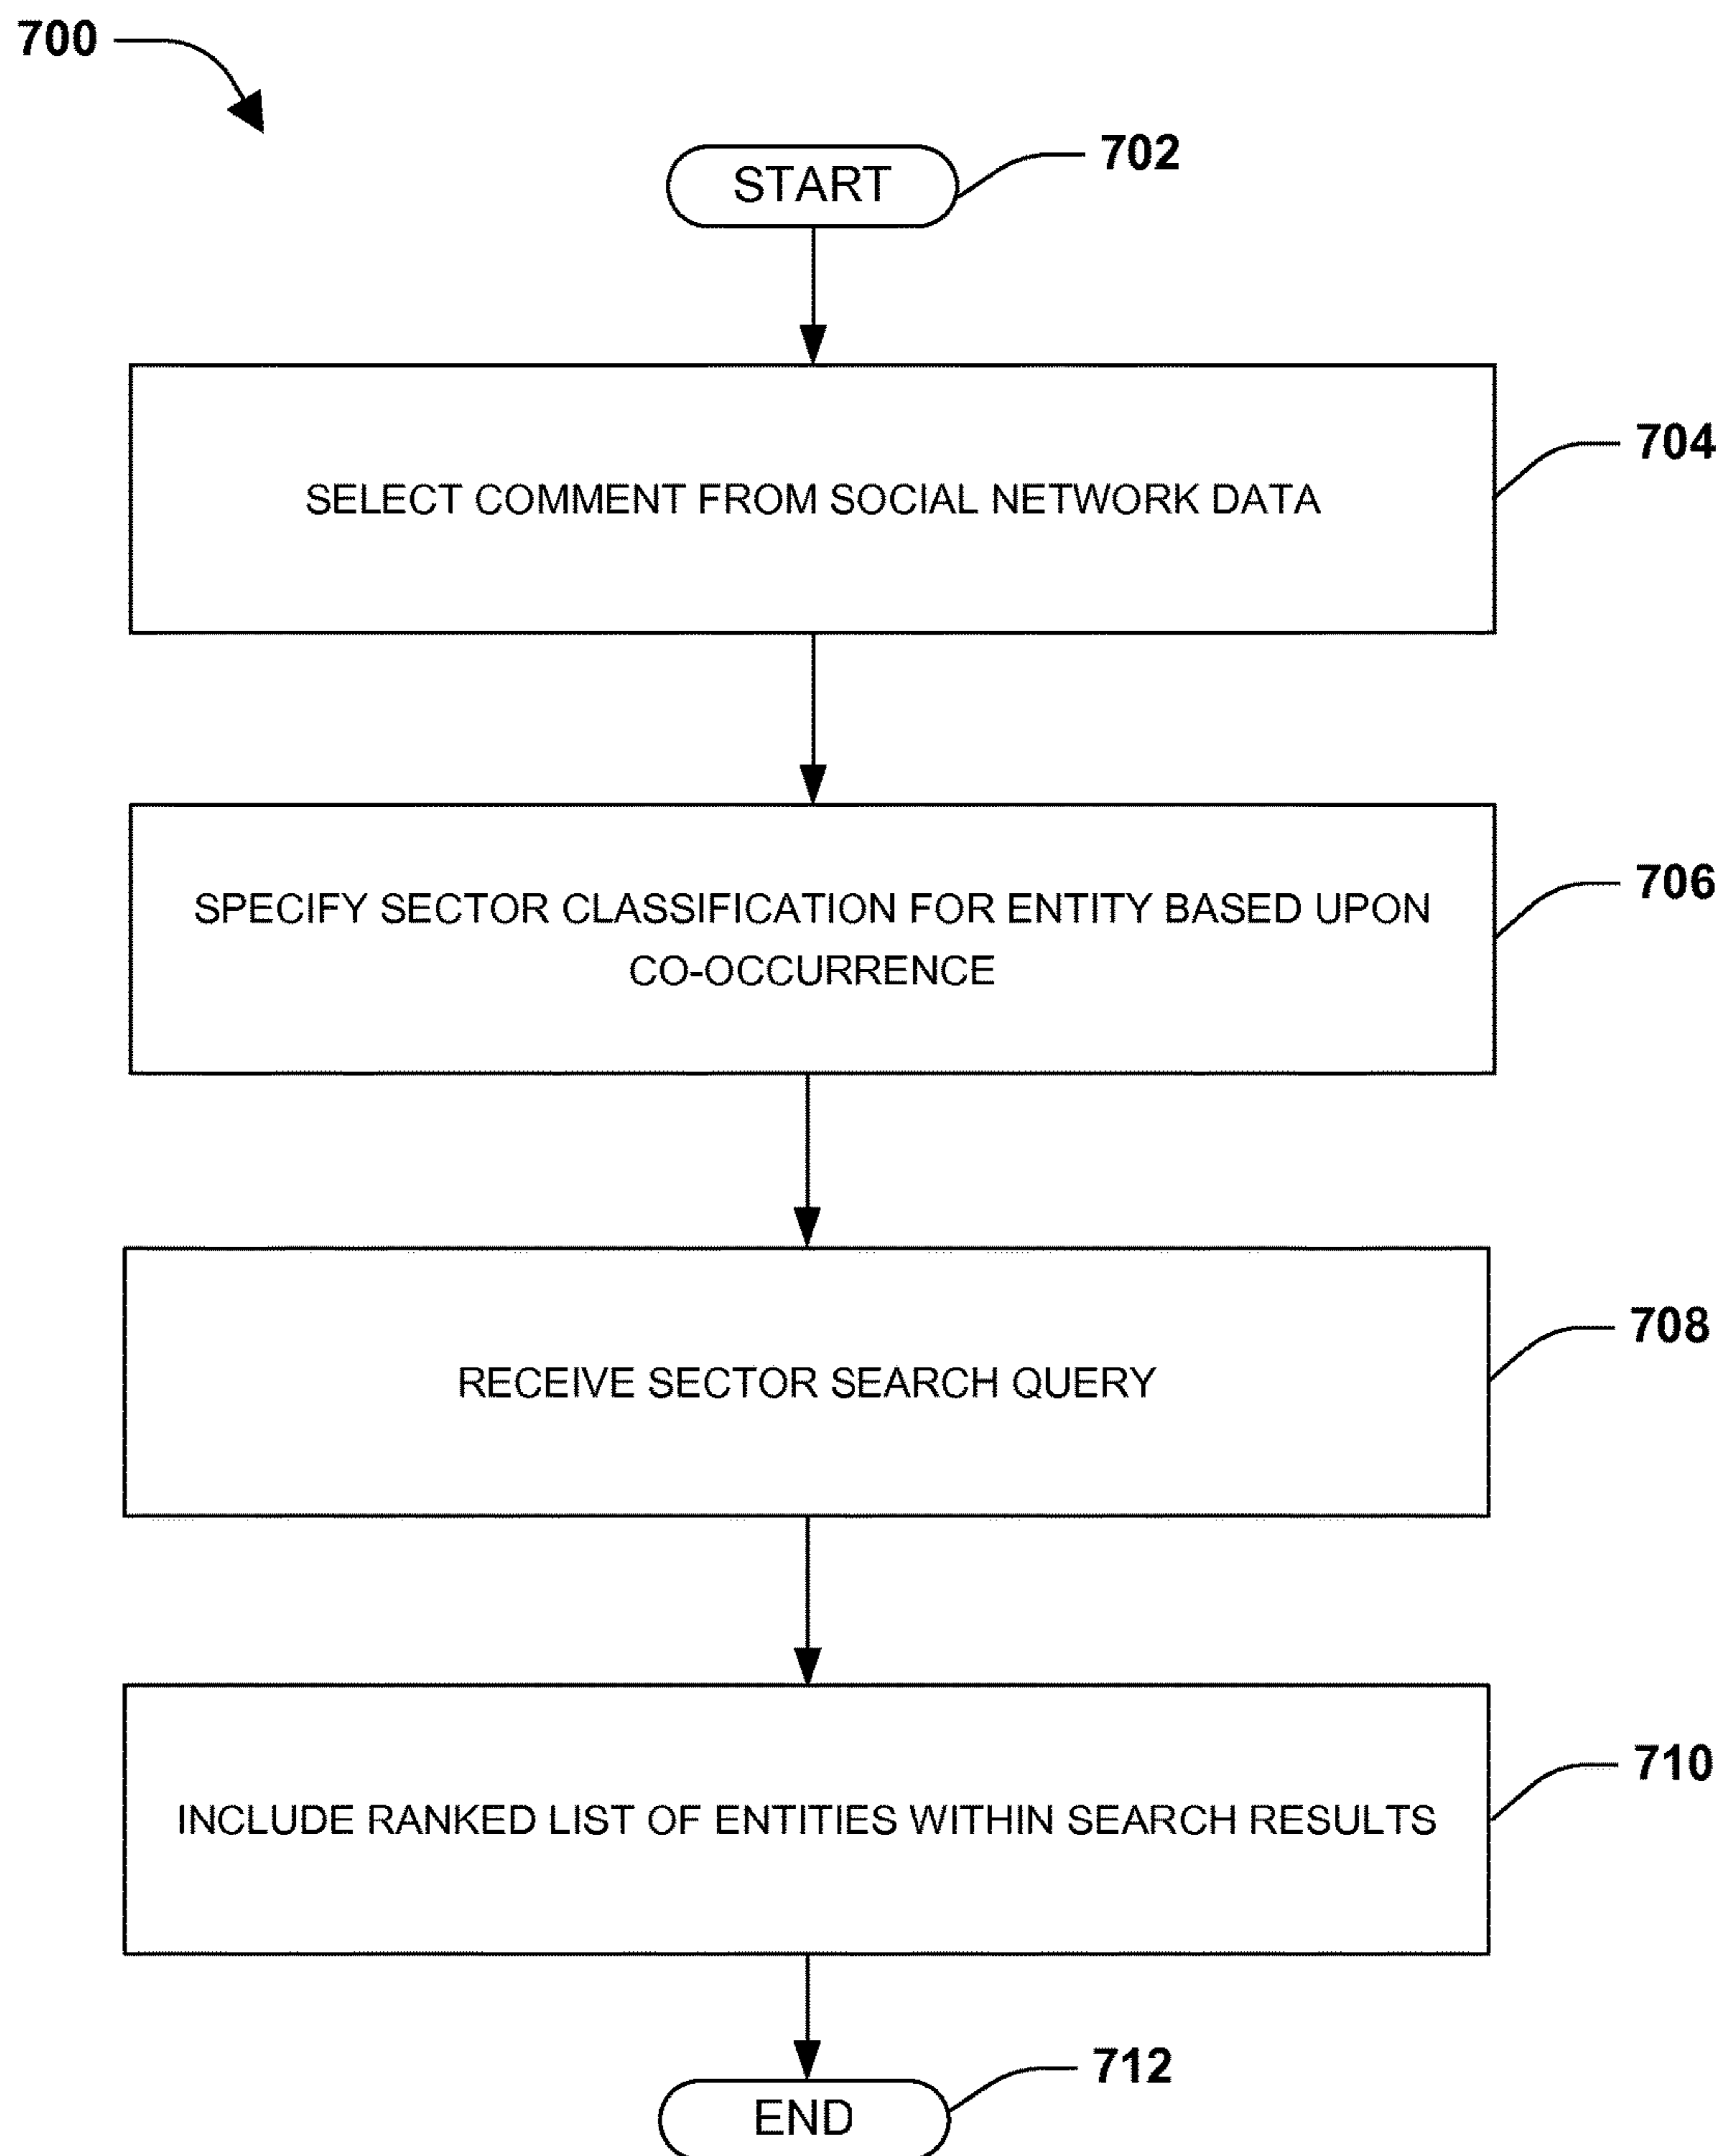 700
START
702
SELECT COMMENT FROM SOCIAL NETWORK DATA
704
SPECIFY SECTOR CLASSIFICATION FOR ENTITY BASED UPON
CO-OCCURRENCE
706
RECEIVE SECTOR SEARCH QUERY
708
INCLUDE RANKED LIST OF ENTITIES WITHIN SEARCH RESULTS
710
END
712